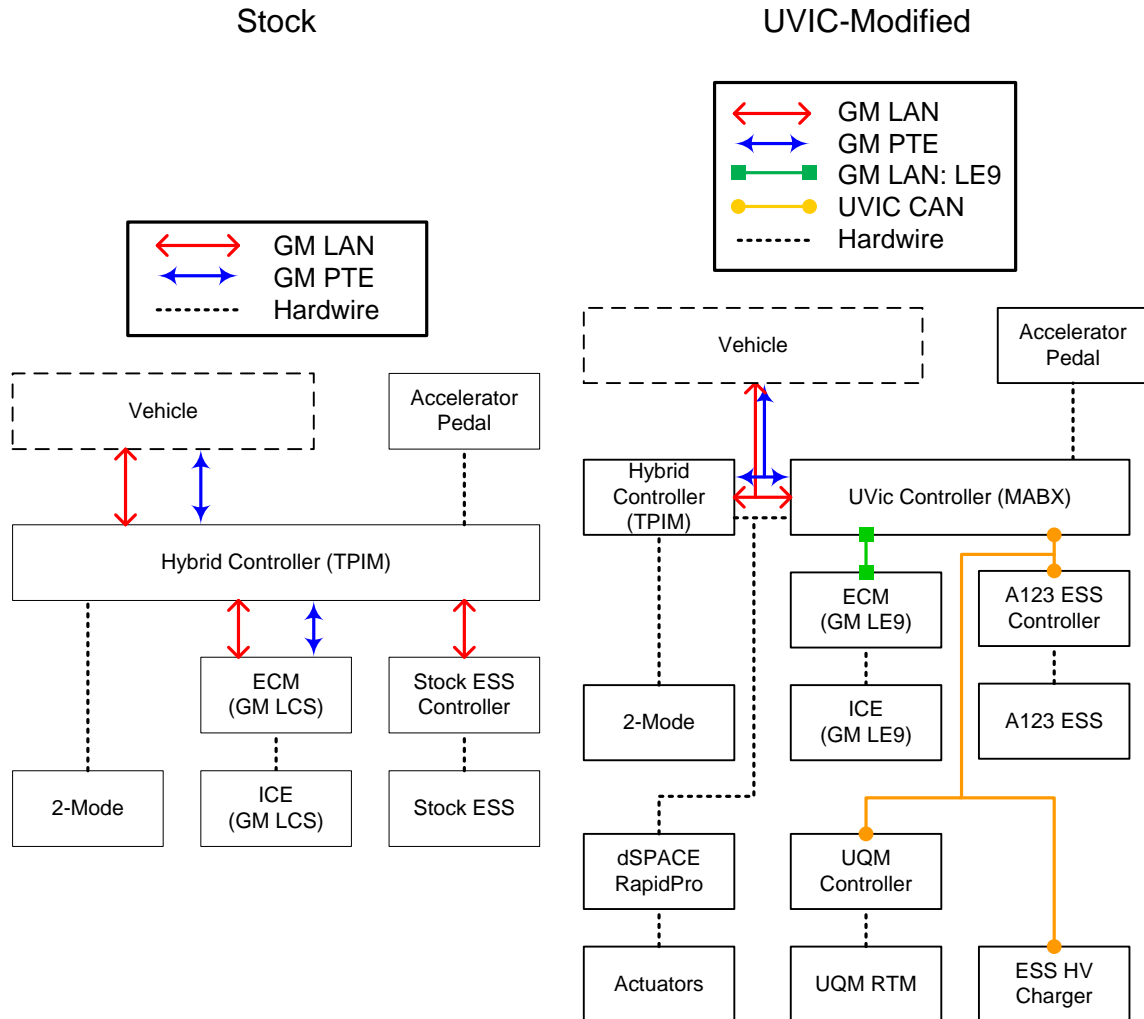 Stock
GM LAN
GM PTE
Hardwire
Vehicle
Accelerator
Pedal
Hybrid Controller (TPIM)
ECM
(GM LCS)
Stock ESS
Controller
2-Mode
ICE
(GM LCS)
Stock ESS
UVIC-Modified
GM LAN
GM PTE
GM LAN: LE9
UVIC CAN
Hardwire
Vehicle
Accelerator
Pedal
Hybrid
Controller
(TPIM)
UVic Controller (MABX)
ECM
(GM LE9)
A123 ESS
Controller
2-Mode
ICE
(GM LE9)
A123 ESS
dSPACE
RapidPro
UQM
Controller
Actuators
UQM RTM
ESS HV
Charger